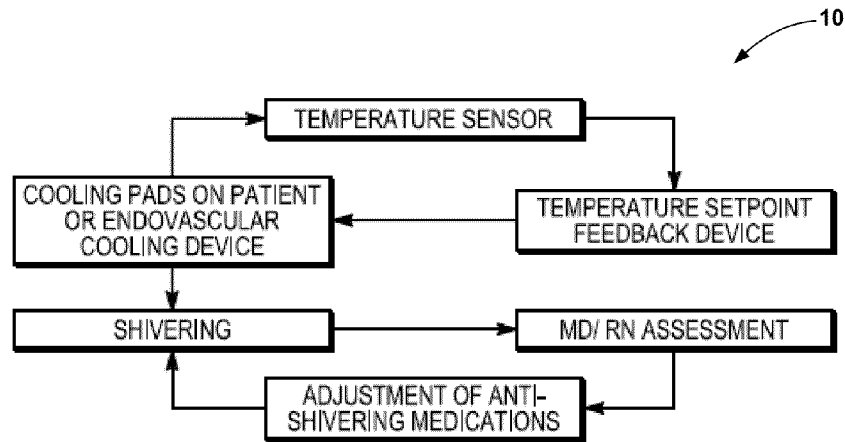 10
TEMPERATURE SENSOR
COOLING PADS ON PATIENT
OR ENDOVASCULAR
COOLING DEVICE
TEMPERATURE SETPOINT
FEEDBACK DEVICE
SHIVERING
MD/ RN ASSESSMENT
ADJUSTMENT OF ANTI-
SHIVERING MEDICATIONS